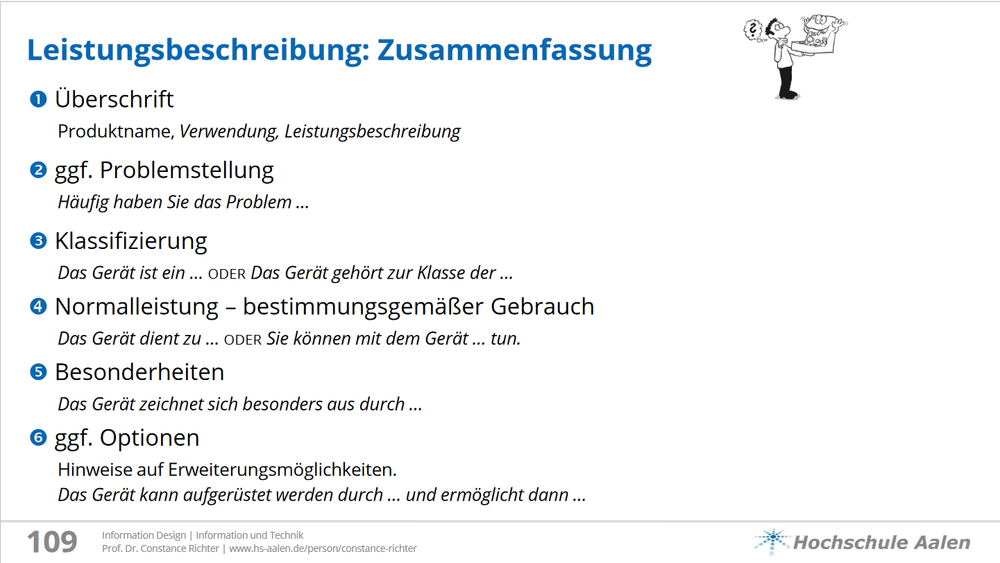 Leistungsbeschreibung: Zusammenfassung
?
❶ Überschrift
Produktname, Verwendung, Leistungsbeschreibung
❷ ggf. Problemstellung
Häufig haben Sie das Problem …
❸ Klassifizierung
Das Gerät ist ein … ODER Das Gerät gehört zur Klasse der …
❹ Normalleistung – bestimmungsgemäßer Gebrauch
Das Gerät dient zu … ODER Sie können mit dem Gerät … tun.
❺ Besonderheiten
Das Gerät zeichnet sich besonders aus durch …
❻ ggf. Optionen
Hinweise auf Erweiterungsmöglichkeiten.
Das Gerät kann aufgerüstet werden durch … und ermöglicht dann …
109
Information Design | Information und Technik
Prof. Dr. Constance Richter | www.hs-aalen.de/person/constance-richter
Hochschule Aalen